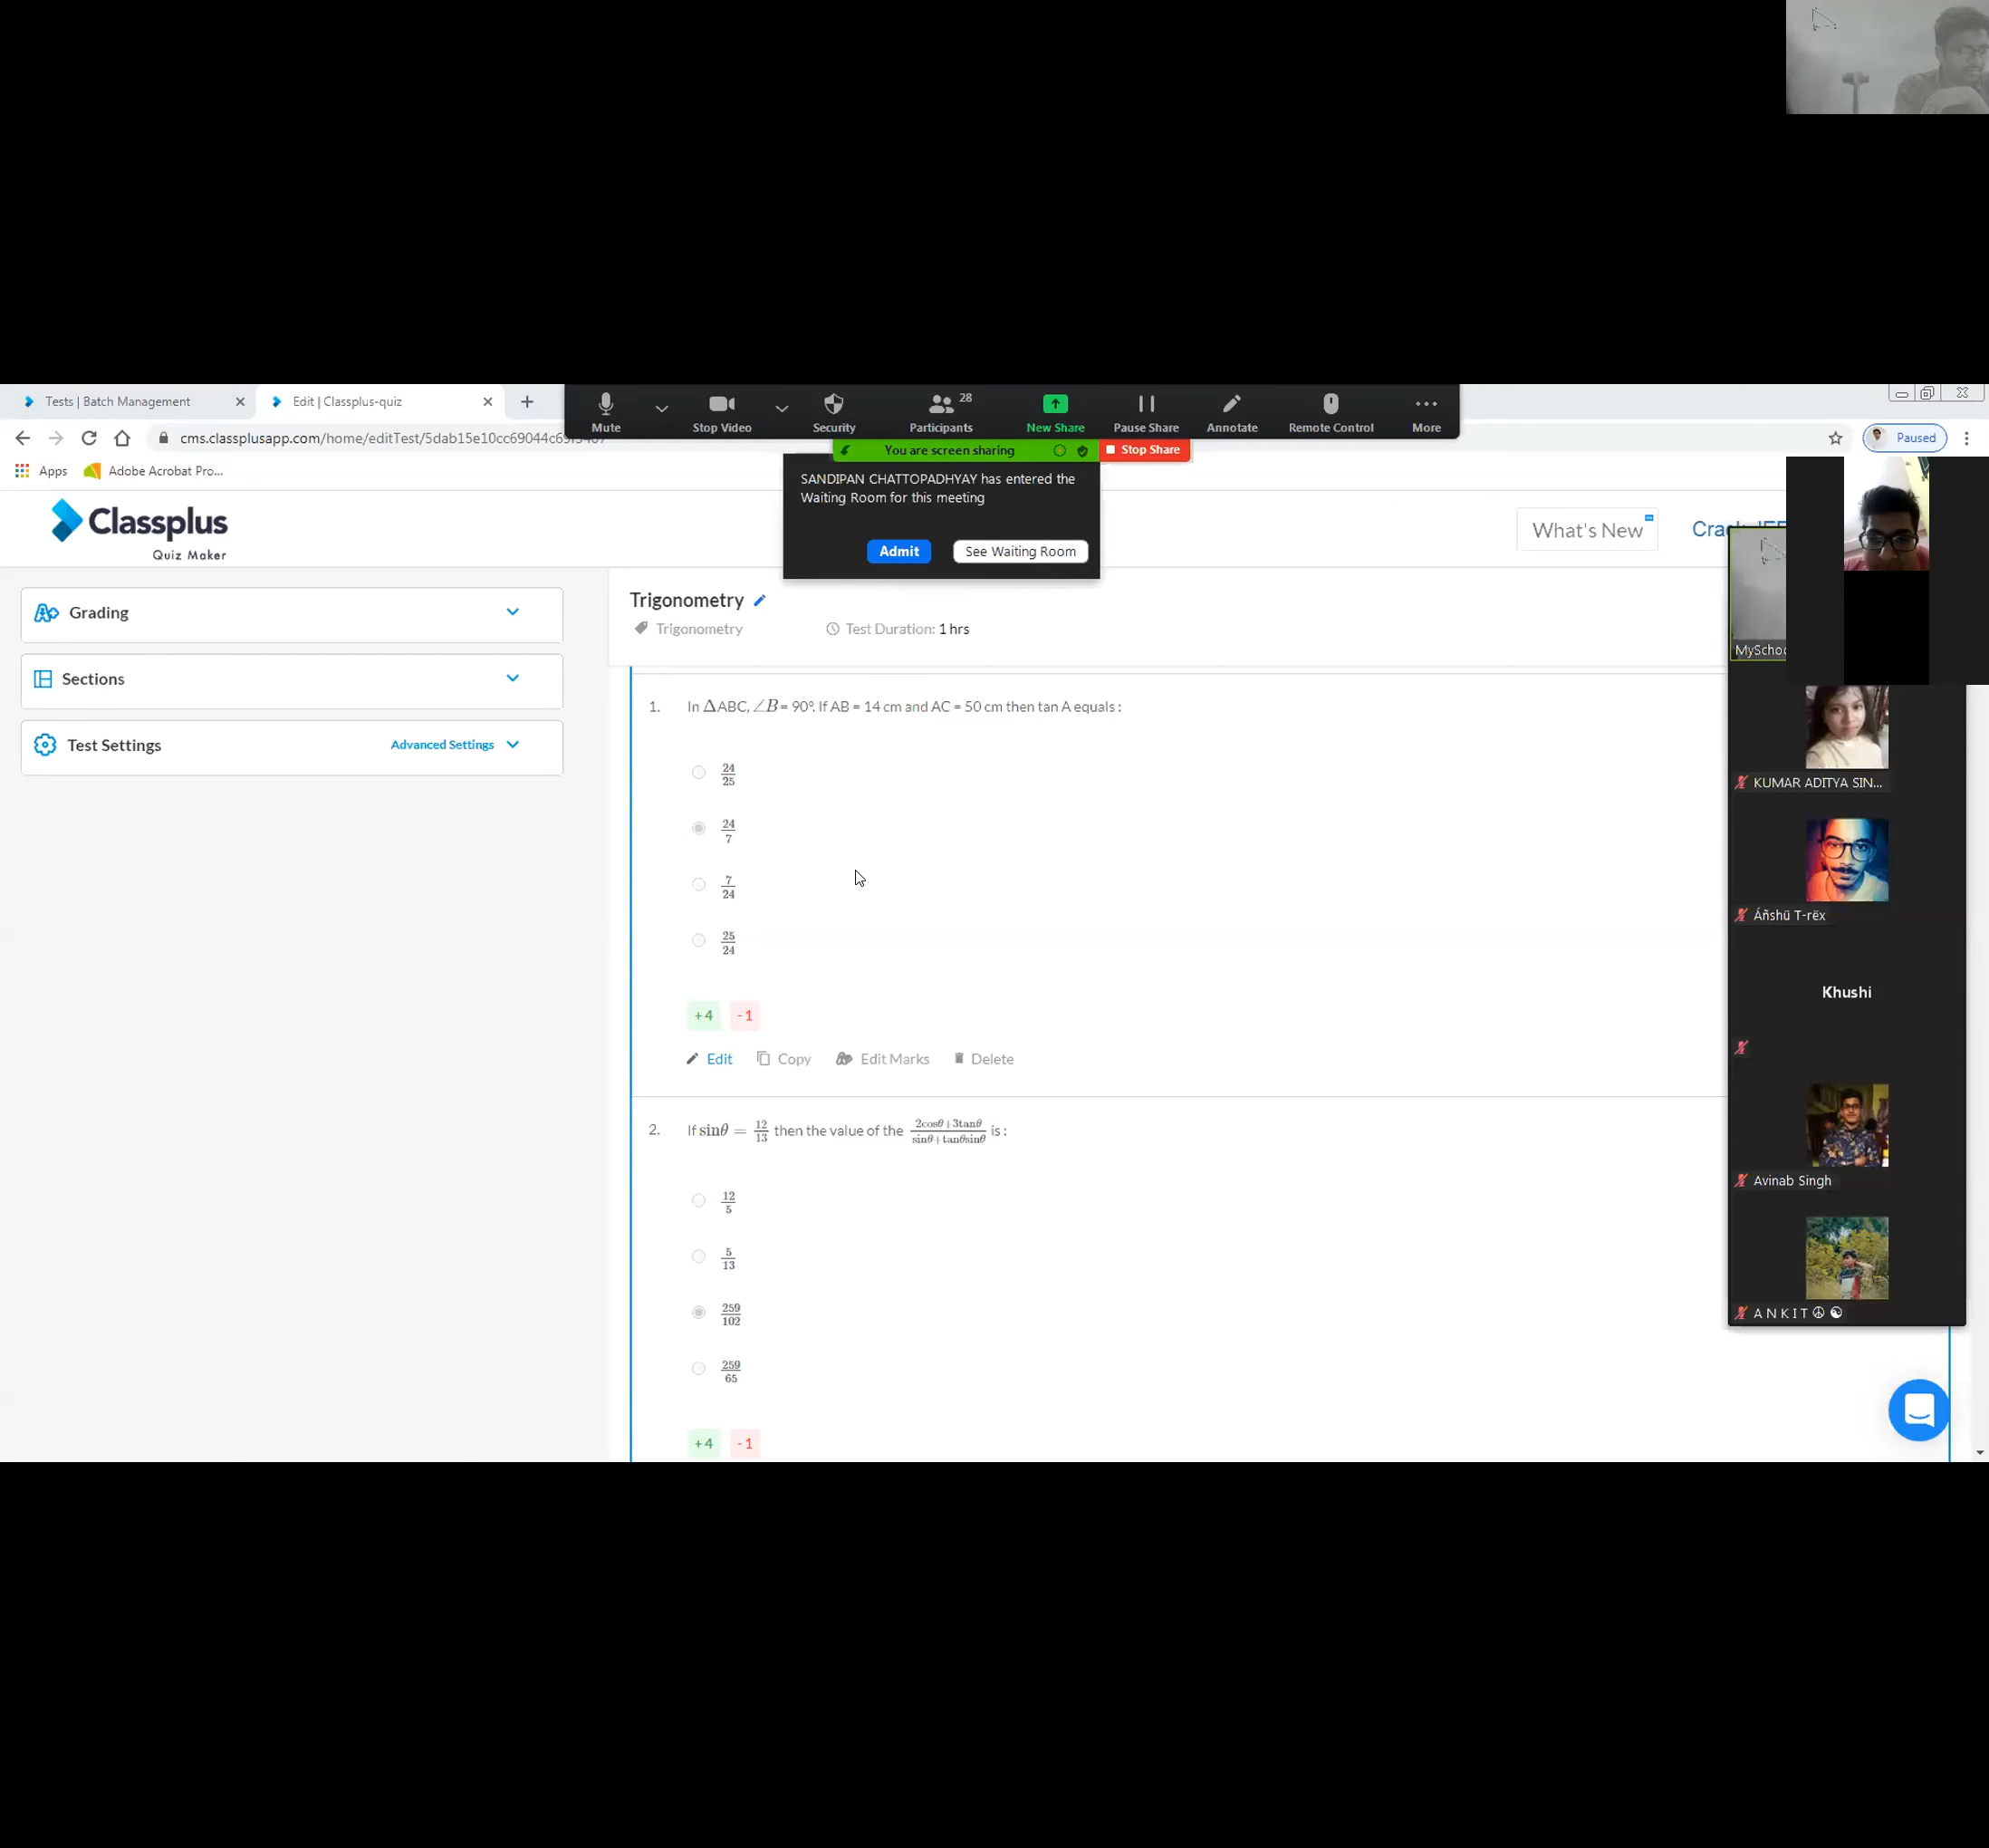 Tests | Batch Management
Edit | Classplus-quiz
Mute
Stop Video
Security
Participants 28
New Share
Pause Share
Annotate
Remote Control
More
cms.classplusapp.com/home/editTest/5dab15e10cc69044c
Paused
You are screen sharing
Stop Share
Apps
Adobe Acrobat Pro...
SANDIPAN CHATTOPADHYAY has entered the
Waiting Room for this meeting
Admit
See Waiting Room
Classplus
Quiz Maker
What's New
Grading
Sections
Test Settings
Advanced Settings
Trigonometry
Trigonometry
Test Duration: 1 hrs
1. In ΔABC, ∠B = 90°. If AB = 14 cm and AC = 50 cm then tan A equals :
24/25
24/7
7/24
25/24
+4 -1
Edit Copy Edit Marks Delete
2. If sinθ = 12/13 then the value of the (2cosθ+3tanθ)/(sinθ+tanθsinθ) is :
12/5
5/13
259/102
259/65
+4 -1
KUMAR ADITYA SIN...
Áñshü T-rëx
Khushi
Avinab Singh
A N K I T ☮ ☯